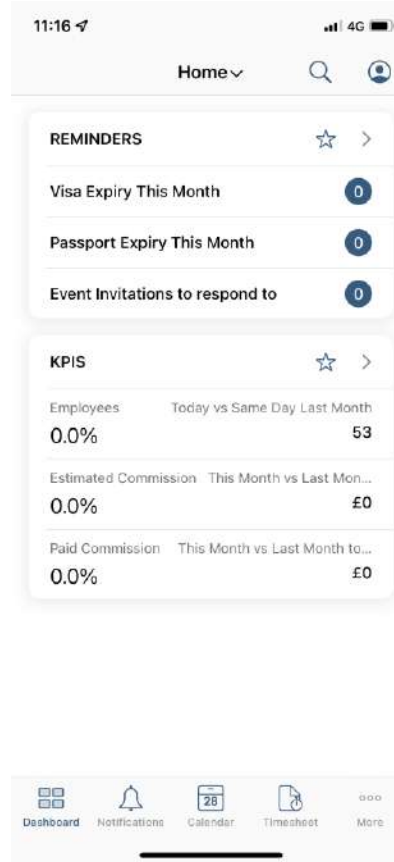 11:16 4G
Home
REMINDERS
Visa Expiry This Month 0
Passport Expiry This Month 0
Event Invitations to respond to 0
KPIS
Employees Today vs Same Day Last Month
0.0% 53
Estimated Commission This Month vs Last Mon...
0.0% £0
Paid Commission This Month vs Last Month to...
0.0% £0
28
Dashboard Notifications Calendar Timesheet More